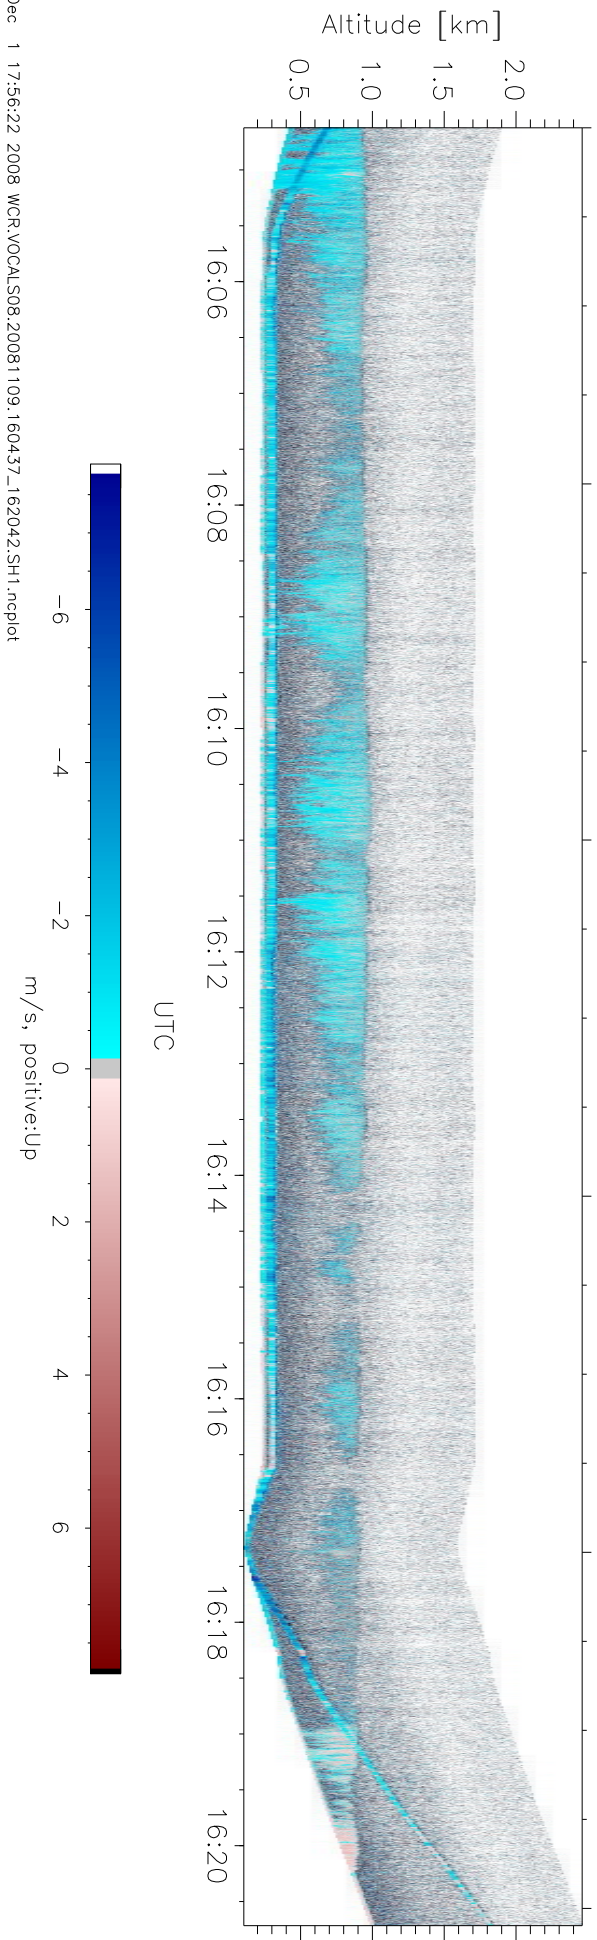 Altitude [km]
0.5 1.0 1.5 2.0
16:06 16:08 16:10 16:12 16:14 16:16 16:18 16:20
UTC
-6 -4 -2 0 2 4 6
m/s, positive:Up
Dec 1 17:56:22 2008 WCR.VOCALS08.20081109.160437_162042.SH1.ncplot